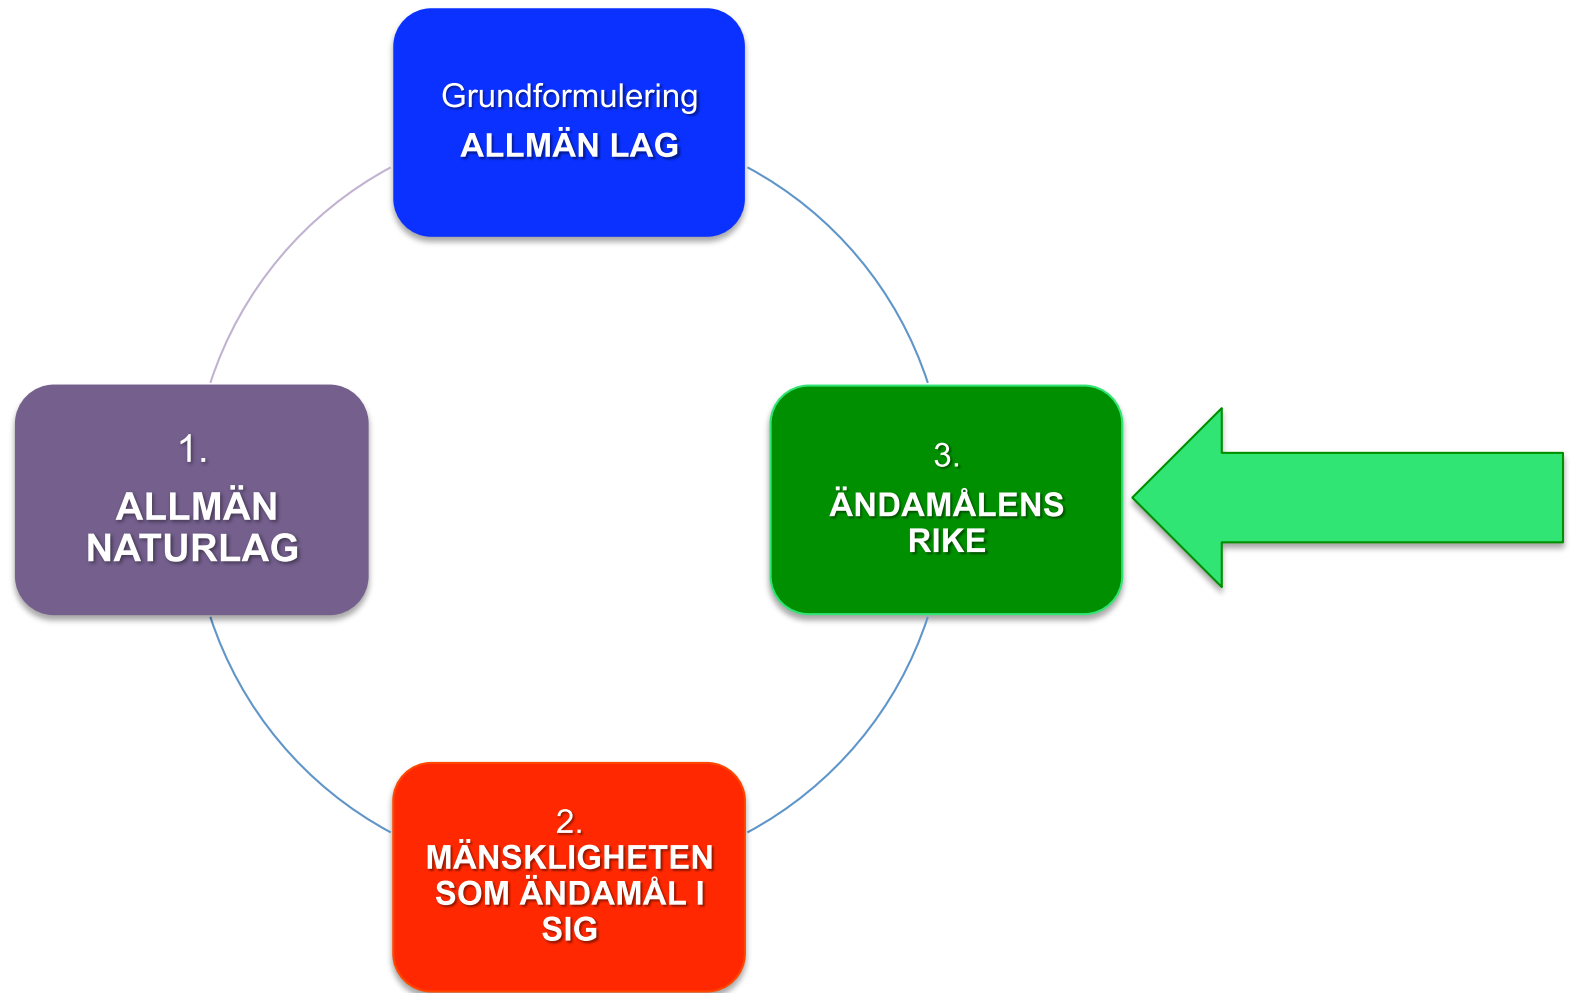 Grundformulering
ALLMÄN LAG
1.
ALLMÄN
NATURLAG
3.
ÄNDAMÅLENS
RIKE
2.
MÄNSKLIGHETEN
SOM ÄNDAMÅL I
SIG